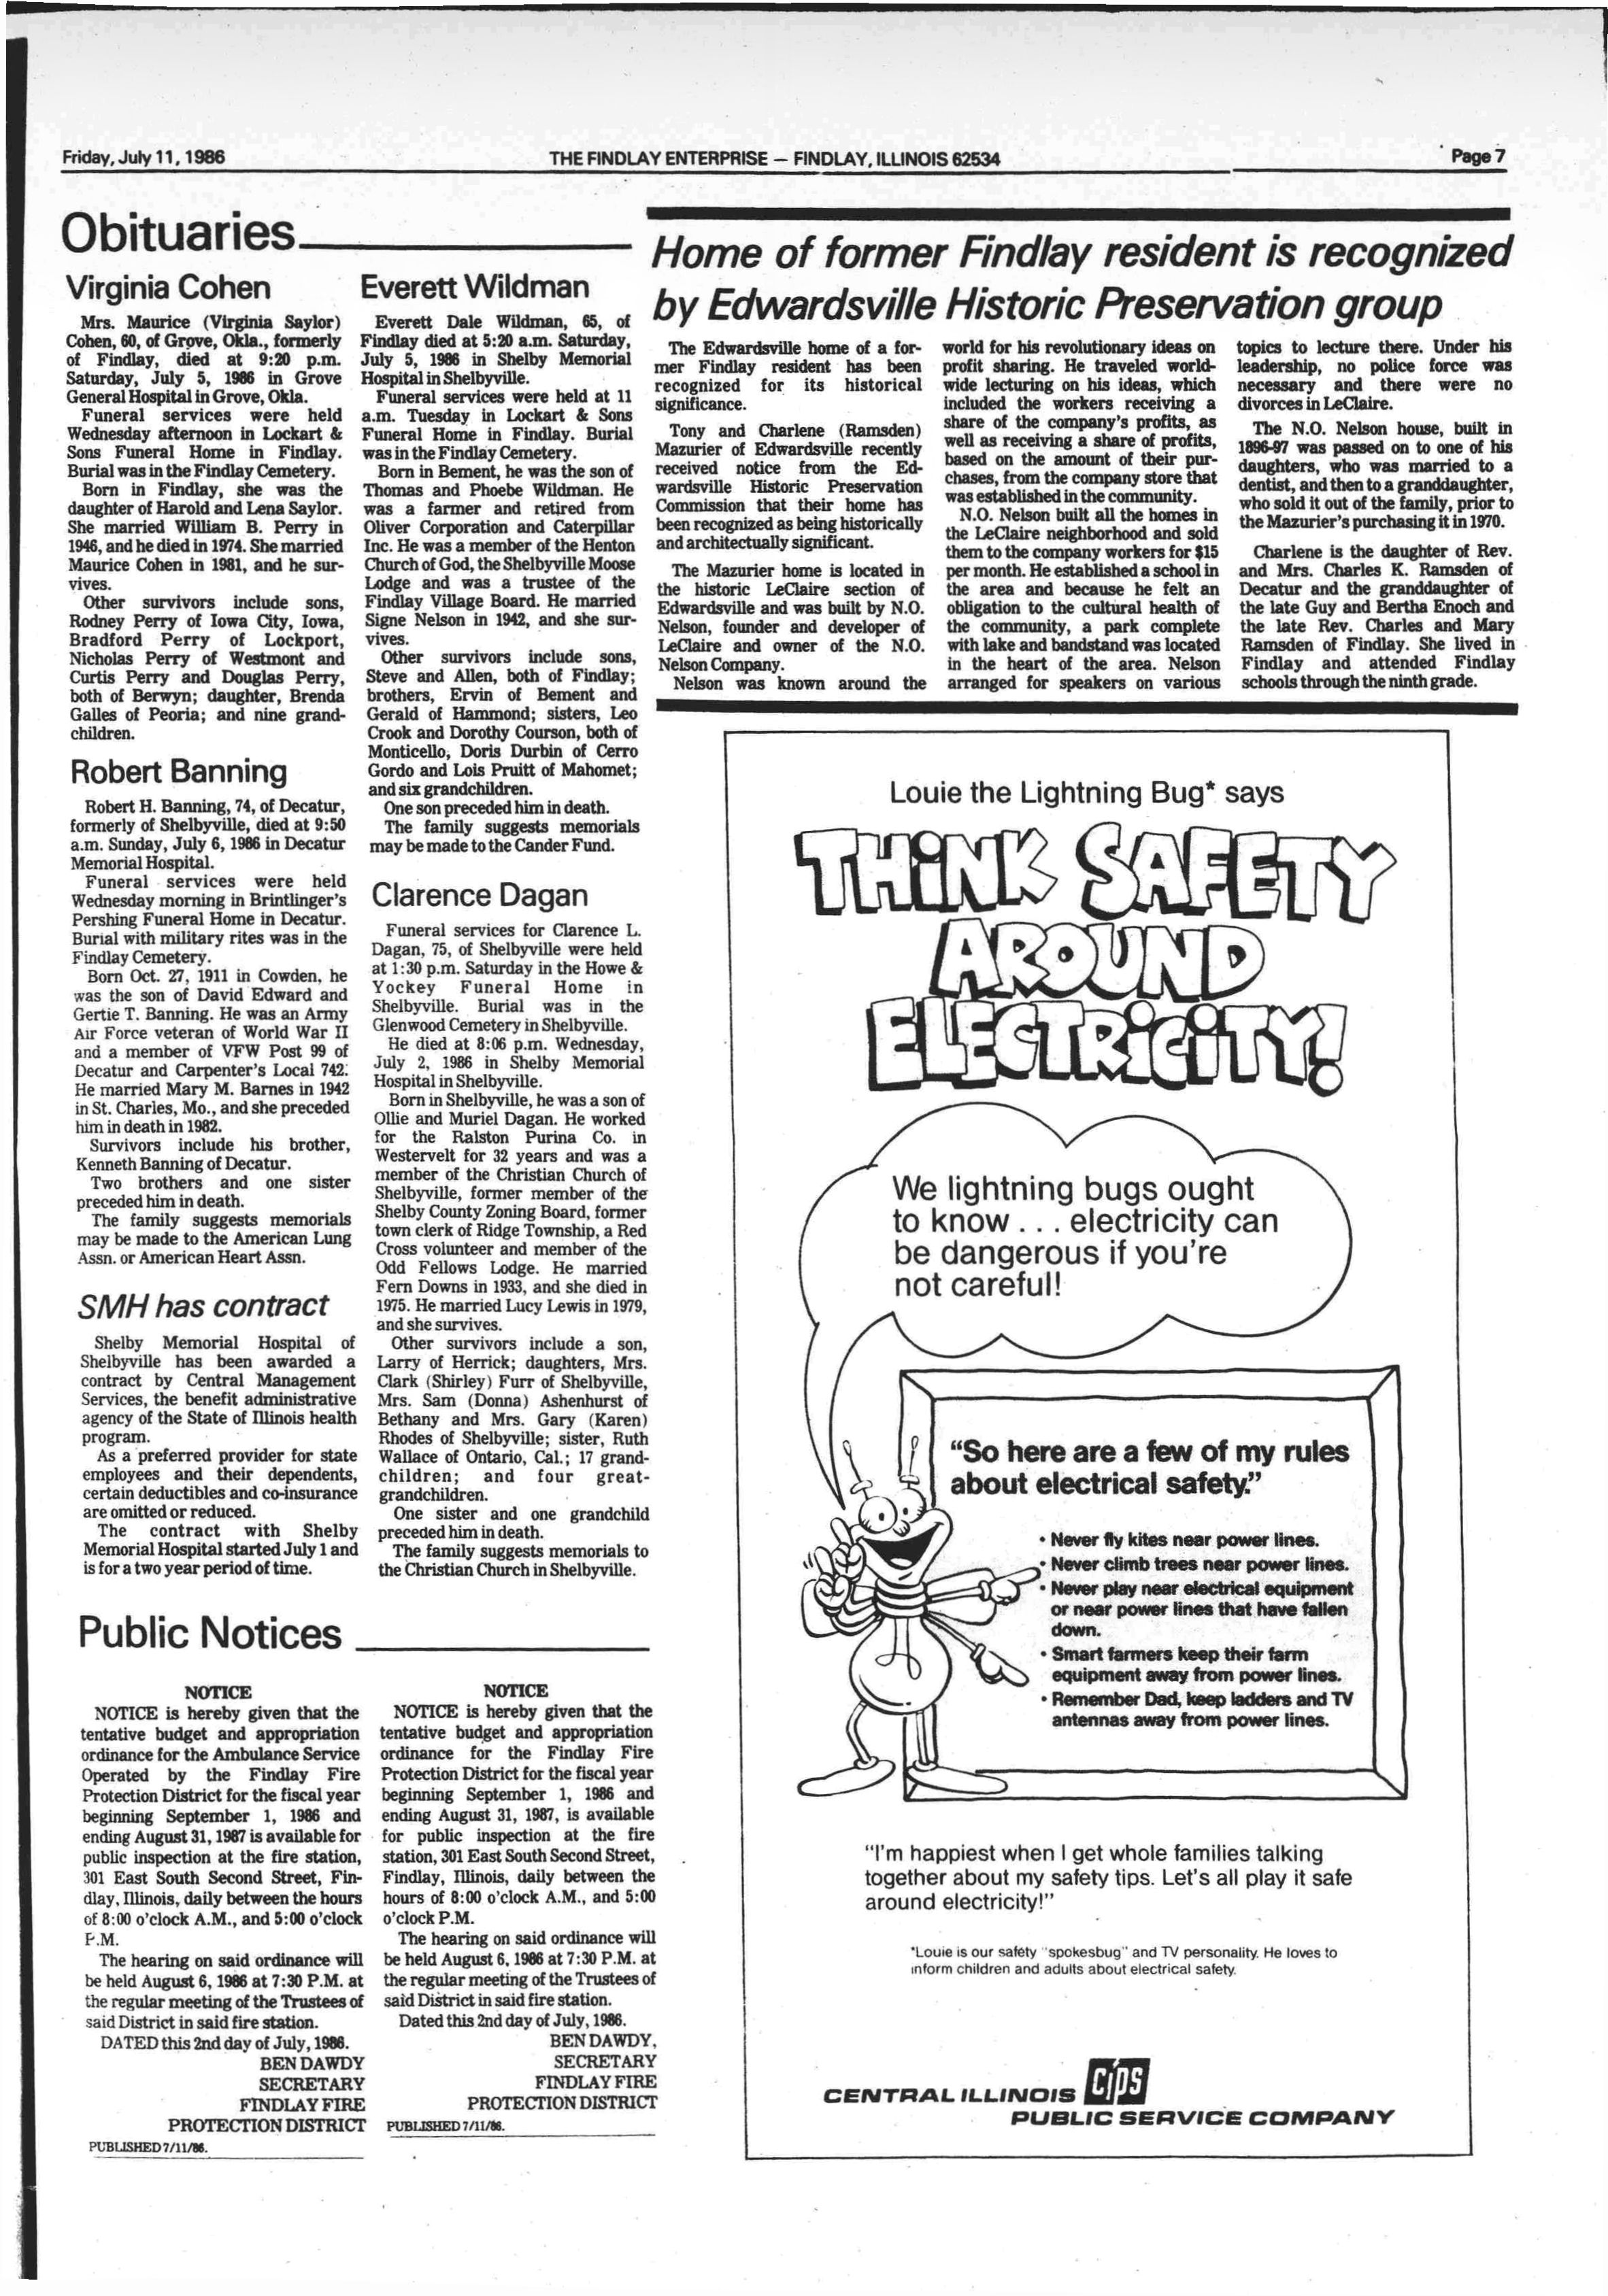 Friday, July 11, 1986
THE FINDLAY ENTERPRISE — FINDLAY, ILLINOIS 62534
Page 7
Obituaries
Virginia Cohen
Mrs. Maurice (Virginia Saylor)
Cohen, 60, of Grove, Okla., formerly
of Findlay, died at 9:20 p.m.
Saturday, July 5, 1986 in Grove
General Hospital in Grove, Okla.
Funeral services were held
Wednesday afternoon in Lockart &
Sons Funeral Home in Findlay.
Burial was in the Findlay Cemetery.
Born in Findlay, she was the
daughter of Harold and Lena Saylor.
She married William B. Perry in
1946, and he died in 1974. She married
Maurice Cohen in 1981, and he sur-
vives.
Other survivors include sons,
Rodney Perry of Iowa City, Iowa,
Bradford Perry of Lockport,
Nicholas Perry of Westmont and
Curtis Perry and Douglas Perry,
both of Berwyn; daughter, Brenda
Galles of Peoria; and nine grand-
children.
Robert Banning
Robert H. Banning, 74, of Decatur,
formerly of Shelbyville, died at 9:50
a.m. Sunday, July 6, 1986 in Decatur
Memorial Hospital.
Funeral services were held
Wednesday morning in Brintlinger's
Pershing Funeral Home in Decatur.
Burial with military rites was in the
Findlay Cemetery.
Born Oct. 27, 1911 in Cowden, he
was the son of David Edward and
Gertie T. Banning. He was an Army
Air Force veteran of World War II
and a member of VFW Post 99 of
Decatur and Carpenter's Local 742.
He married Mary M. Barnes in 1942
in St. Charles, Mo., and she preceded
him in death in 1982.
Survivors include his brother,
Kenneth Banning of Decatur.
Two brothers and one sister
preceded him in death.
The family suggests memorials
may be made to the American Lung
Assn. or American Heart Assn.
SMH has contract
Shelby Memorial Hospital of
Shelbyville has been awarded a
contract by Central Management
Services, the benefit administrative
agency of the State of Illinois health
program.
As a preferred provider for state
employees and their dependents,
certain deductibles and co-insurance
are omitted or reduced.
The contract with Shelby
Memorial Hospital started July 1 and
is for a two year period of time.
Everett Wildman
Everett Dale Wildman, 65, of
Findlay died at 5:20 a.m. Saturday,
July 5, 1986 in Shelby Memorial
Hospital in Shelbyville.
Funeral services were held at 11
a.m. Tuesday in Lockart & Sons
Funeral Home in Findlay. Burial
was in the Findlay Cemetery.
Born in Bement, he was the son of
Thomas and Phoebe Wildman. He
was a farmer and retired from
Oliver Corporation and Caterpillar
Inc. He was a member of the Henton
Church of God, the Shelbyville Moose
Lodge and was a trustee of the
Findlay Village Board. He married
Signe Nelson in 1942, and she sur-
vives.
Other survivors include sons,
Steve and Allen, both of Findlay;
brothers, Ervin of Bement and
Gerald of Hammond; sisters, Leo
Crook and Dorothy Courson, both of
Monticello, Doris Durbin of Cerro
Gordo and Lois Pruitt of Mahomet;
and six grandchildren.
One son preceded him in death.
The family suggests memorials
may be made to the Cander Fund.
Clarence Dagan
Funeral services for Clarence L.
Dagan, 75, of Shelbyville were held
at 1:30 p.m. Saturday in the Howe &
Yockey Funeral Home in
Shelbyville. Burial was in the
Glenwood Cemetery in Shelbyville.
He died at 8:06 p.m. Wednesday,
July 2, 1986 in Shelby Memorial
Hospital in Shelbyville.
Born in Shelbyville, he was a son of
Ollie and Muriel Dagan. He worked
for the Ralston Purina Co. in
Westervelt for 32 years and was a
member of the Christian Church of
Shelbyville, former member of the
Shelby County Zoning Board, former
town clerk of Ridge Township, a Red
Cross volunteer and member of the
Odd Fellows Lodge. He married
Fern Downs in 1933, and she died in
1975. He married Lucy Lewis in 1979,
and she survives.
Other survivors include a son,
Larry of Herrick; daughters, Mrs.
Clark (Shirley) Furr of Shelbyville,
Mrs. Sam (Donna) Ashenhurst of
Bethany and Mrs. Gary (Karen)
Rhodes of Shelbyville; sister, Ruth
Wallace of Ontario, Cal.; 17 grand-
children; and four great-
grandchildren.
One sister and one grandchild
preceded him in death.
The family suggests memorials to
the Christian Church in Shelbyville.
Public Notices
NOTICE
NOTICE is hereby given that the
tentative budget and appropriation
ordinance for the Ambulance Service
Operated by the Findlay Fire
Protection District for the fiscal year
beginning September 1, 1986 and
ending August 31, 1987 is available for
public inspection at the fire station,
301 East South Second Street, Fin-
dlay, Illinois, daily between the hours
of 8:00 o'clock A.M., and 5:00 o'clock
P.M.
The hearing on said ordinance will
be held August 6, 1986 at 7:30 P.M. at
the regular meeting of the Trustees of
said District in said fire station.
DATED this 2nd day of July, 1986.
BEN DAWDY
SECRETARY
FINDLAY FIRE
PROTECTION DISTRICT
PUBLISHED 7/11/86.
NOTICE
NOTICE is hereby given that the
tentative budget and appropriation
ordinance for the Findlay Fire
Protection District for the fiscal year
beginning September 1, 1986 and
ending August 31, 1987, is available
for public inspection at the fire
station, 301 East South Second Street,
Findlay, Illinois, daily between the
hours of 8:00 o'clock A.M., and 5:00
o'clock P.M.
The hearing on said ordinance will
be held August 6, 1986 at 7:30 P.M. at
the regular meeting of the Trustees of
said District in said fire station.
Dated this 2nd day of July, 1986.
BEN DAWDY,
SECRETARY
FINDLAY FIRE
PROTECTION DISTRICT
PUBLISHED 7/11/86.
Home of former Findlay resident is recognized
by Edwardsville Historic Preservation group
The Edwardsville home of a for-
mer Findlay resident has been
recognized for its historical
significance.
Tony and Charlene (Ramsden)
Mazurier of Edwardsville recently
received notice from the Ed-
wardsville Historic Preservation
Commission that their home has
been recognized as being historically
and architectually significant.
The Mazurier home is located in
the historic LeClaire section of
Edwardsville and was built by N.O.
Nelson, founder and developer of
LeClaire and owner of the N.O.
Nelson Company.
Nelson was known around the
world for his revolutionary ideas on
profit sharing. He traveled world-
wide lecturing on his ideas, which
included the workers receiving a
share of the company's profits, as
well as receiving a share of profits,
based on the amount of their pur-
chases, from the company store that
was established in the community.
N.O. Nelson built all the homes in
the LeClaire neighborhood and sold
them to the company workers for $15
per month. He established a school in
the area and because he felt an
obligation to the cultural health of
the community, a park complete
with lake and bandstand was located
in the heart of the area. Nelson
arranged for speakers on various
topics to lecture there. Under his
leadership, no police force was
necessary and there were no
divorces in LeClaire.
The N.O. Nelson house, built in
1896-97 was passed on to one of his
daughters, who was married to a
dentist, and then to a granddaughter,
who sold it out of the family, prior to
the Mazurier's purchasing it in 1970.
Charlene is the daughter of Rev.
and Mrs. Charles K. Ramsden of
Decatur and the granddaughter of
the late Guy and Bertha Enoch and
the late Rev. Charles and Mary
Ramsden of Findlay. She lived in
Findlay and attended Findlay
schools through the ninth grade.
Louie the Lightning Bug* says
THiNK SAFETY
AROUND
ELECTRiCiTY!
We lightning bugs ought
to know . . . electricity can
be dangerous if you're
not careful!
"So here are a few of my rules
about electrical safety."
• Never fly kites near power lines.
• Never climb trees near power lines.
• Never play near electrical equipment
or near power lines that have fallen
down.
• Smart farmers keep their farm
equipment away from power lines.
• Remember Dad, keep ladders and TV
antennas away from power lines.
"I'm happiest when I get whole families talking
together about my safety tips. Let's all play it safe
around electricity!"
*Louie is our safety "spokesbug" and TV personality. He loves to
inform children and adults about electrical safety.
CENTRAL ILLINOIS CIPS
PUBLIC SERVICE COMPANY